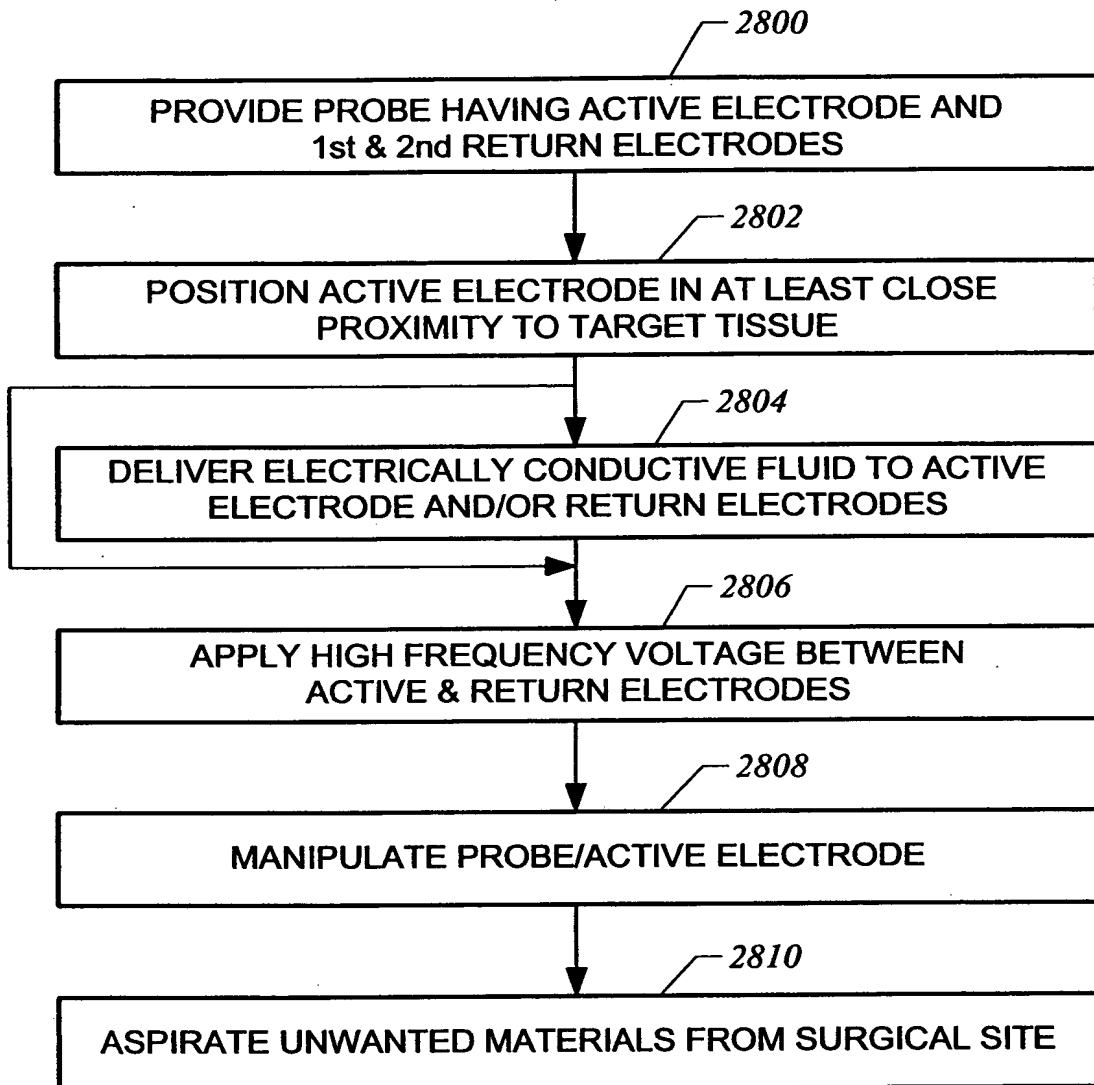 2800
PROVIDE PROBE HAVING ACTIVE ELECTRODE AND
1st & 2nd RETURN ELECTRODES
2802
POSITION ACTIVE ELECTRODE IN AT LEAST CLOSE
PROXIMITY TO TARGET TISSUE
2804
DELIVER ELECTRICALLY CONDUCTIVE FLUID TO ACTIVE
ELECTRODE AND/OR RETURN ELECTRODES
2806
APPLY HIGH FREQUENCY VOLTAGE BETWEEN
ACTIVE & RETURN ELECTRODES
2808
MANIPULATE PROBE/ACTIVE ELECTRODE
2810
ASPIRATE UNWANTED MATERIALS FROM SURGICAL SITE